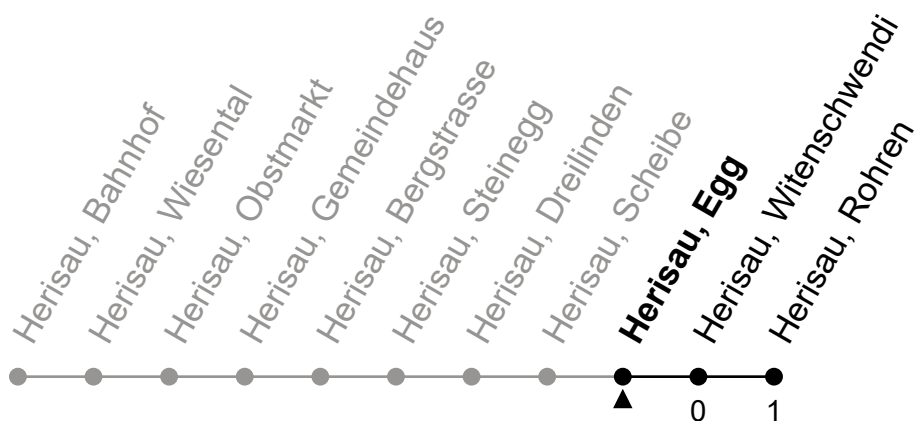 Herisau, Bahnhof
Herisau, Wiesental
Herisau, Obstmarkt
Herisau, Gemeindehaus
Herisau, Bergstrasse
Herisau, Steinegg
Herisau, Dreilinden
Herisau, Scheibe
Herisau, Egg
Herisau, Witenschwendi
Herisau, Rohren
0
1